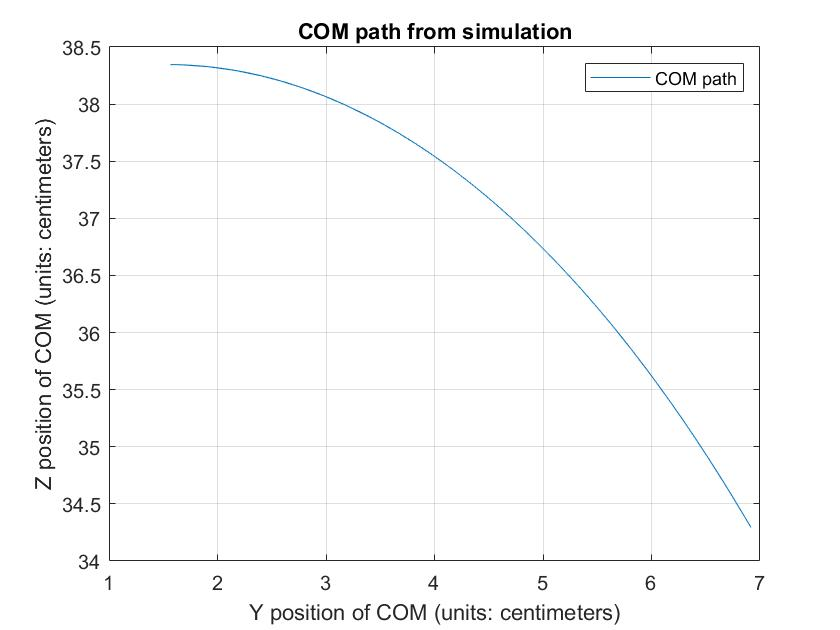 COM path from simulation
COM path
Z position of COM (units: centimeters)
38.5
38
37.5
37
36.5
36
35.5
35
34.5
34
1 2 3 4 5 6 7
Y position of COM (units: centimeters)